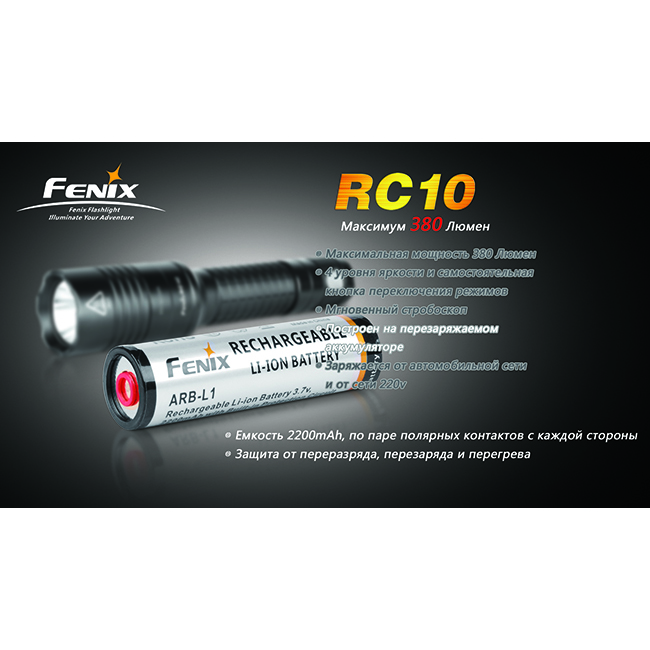 FENIX
Fenix Flashlight
Illuminate Your Adventure
RC10
Максимум 380 Люмен
Максимальная мощность 380 Люмен
4 уровня яркости и самостоятельная
кнопка переключения режимов
Мгновенный стробоскоп
Построен на перезаряжаемом
аккумуляторе
Заряжается от автомобильной сети
и от сети 220v
FENIX
RECHARGEABLE
LI-ION BATTERY
ARB-L1
Rechargeable Li-ion Battery 3.7v,
Емкость 2200mAh, по паре полярных контактов с каждой стороны
Защита от переразряда, перезаряда и перегрева